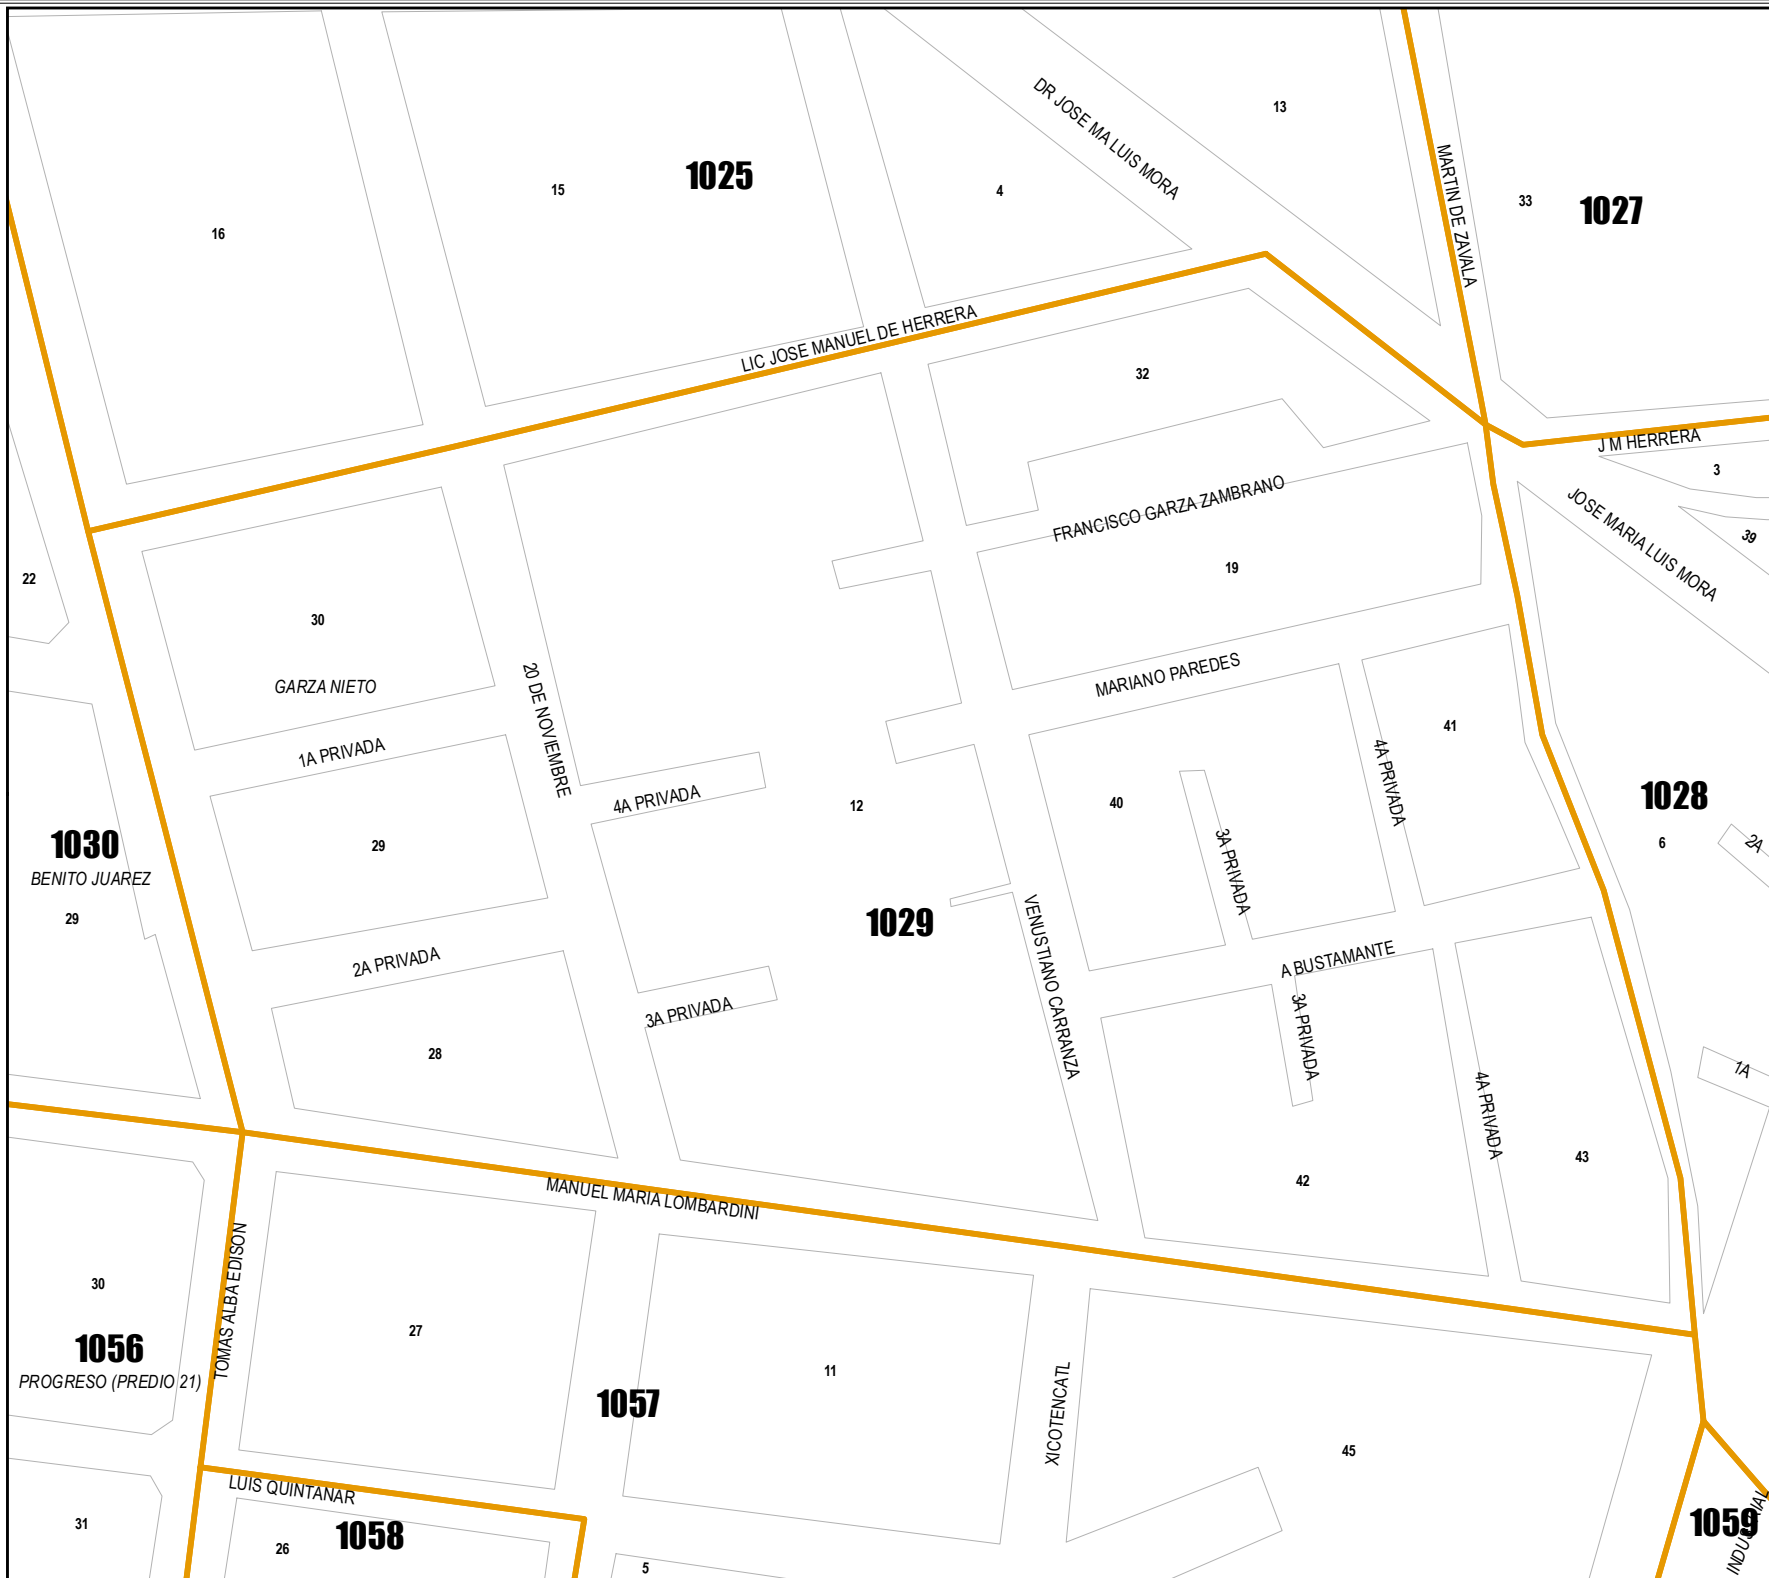 DR JOSE MA LUIS MORA
13
MARTIN DE ZAVALA
1025
15
4
33
1027
16
LIC JOSE MANUEL DE HERRERA
32
J M HERRERA
3
FRANCISCO GARZA ZAMBRANO
JOSE MARIA LUIS MORA
39
22
19
30
GARZA NIETO
20 DE NOVIEMBRE
MARIANO PAREDES
41
1A PRIVADA
4A PRIVADA
12
40
4A PRIVADA
1028
6
2A
1030
BENITO JUAREZ
29
29
3A PRIVADA
1029
VENUSTIANO CARRANZA
2A PRIVADA
A BUSTAMANTE
3A PRIVADA
3A PRIVADA
28
1A
4A PRIVADA
43
42
MANUEL MARIA LOMBARDINI
TOMAS ALBA EDISON
30
27
1056
PROGRESO (PREDIO 21)
11
1057
XICOTENCATL
45
LUIS QUINTANAR
31
26
1058
5
1059
INDUSTRIAL